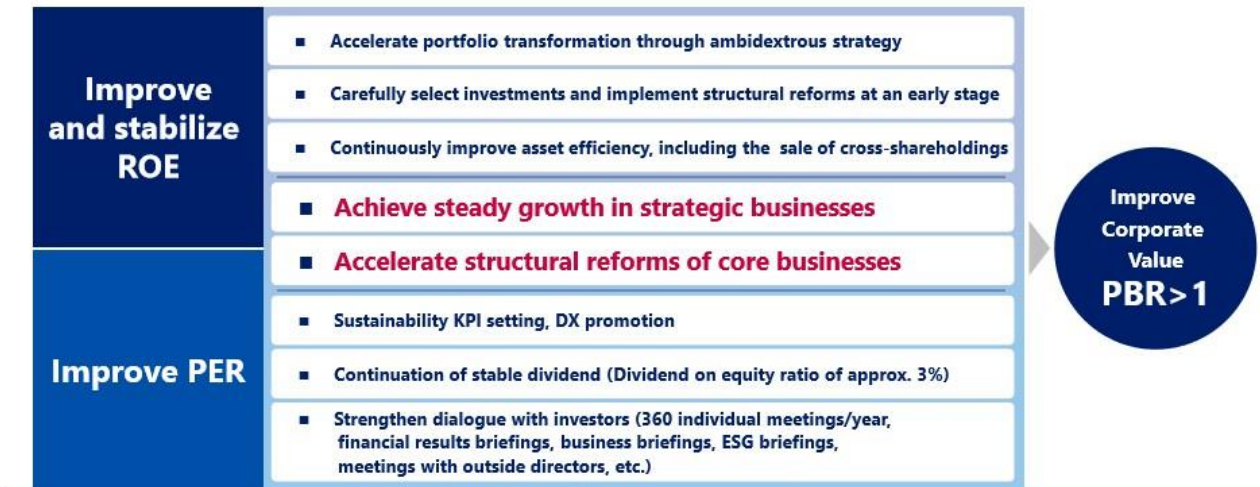 Improve
and stabilize
ROE
■ Accelerate portfolio transformation through ambidextrous strategy
■ Carefully select investments and implement structural reforms at an early stage
■ Continuously improve asset efficiency, including the sale of cross-shareholdings
■ Achieve steady growth in strategic businesses
■ Accelerate structural reforms of core businesses
Improve PER
■ Sustainability KPI setting, DX promotion
■ Continuation of stable dividend (Dividend on equity ratio of approx. 3%)
■ Strengthen dialogue with investors (360 individual meetings/year,
financial results briefings, business briefings, ESG briefings,
meetings with outside directors, etc.)
Improve
Corporate
Value
PBR>1